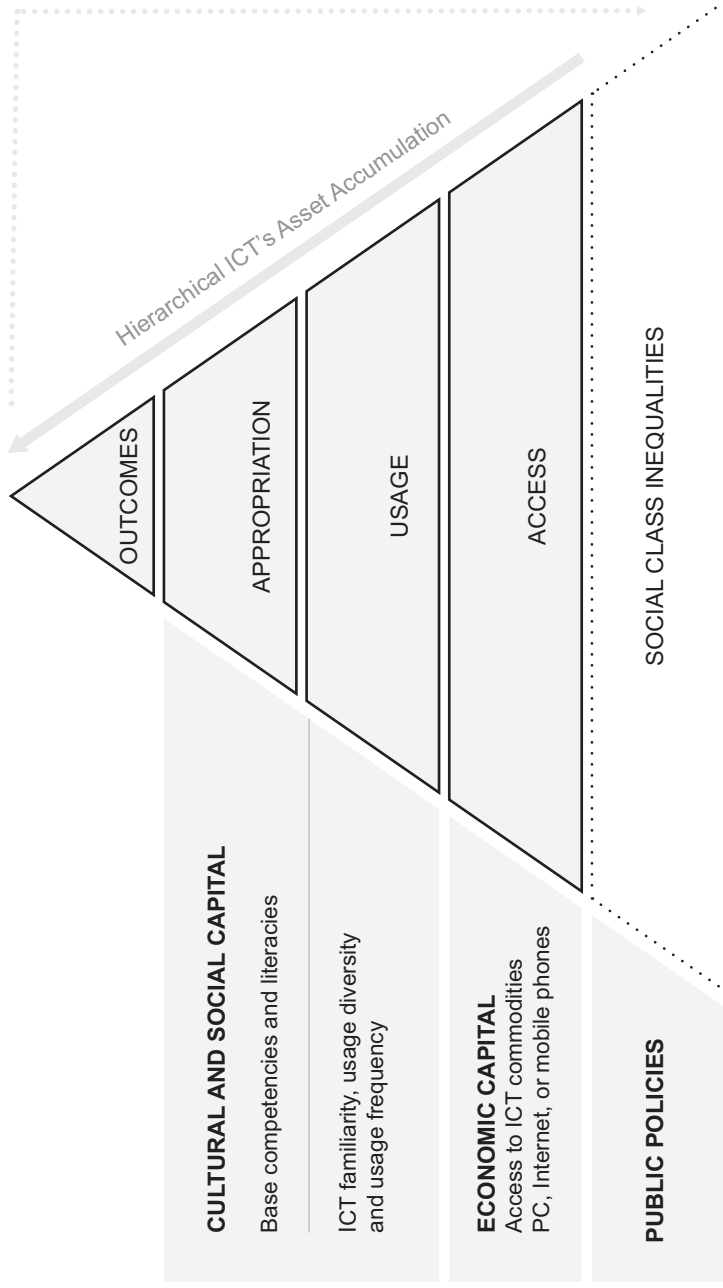 Hierarchical ICT's Asset Accumulation
OUTCOMES
CULTURAL AND SOCIAL CAPITAL
Base competencies and literacies
APPROPRIATION
ICT familiarity, usage diversity
and usage frequency
USAGE
ECONOMIC CAPITAL
Access to ICT commodities
PC, Internet, or mobile phones
ACCESS
PUBLIC POLICIES
SOCIAL CLASS INEQUALITIES